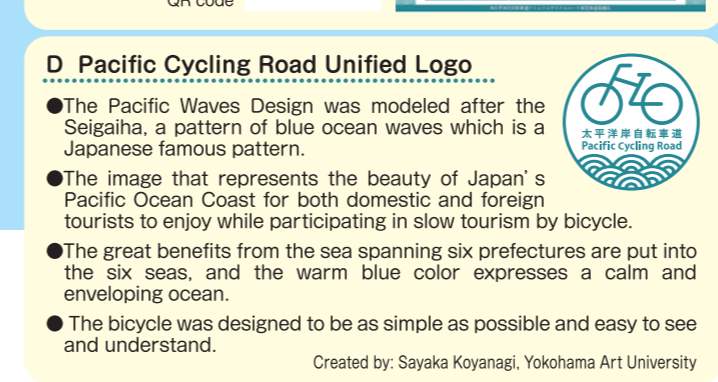 QR code
D Pacific Cycling Road Unified Logo
●The Pacific Waves Design was modeled after the
Seigaiha, a pattern of blue ocean waves which is a
Japanese famous pattern.
太平洋岸自転車道
Pacific Cycling Road
●The image that represents the beauty of Japan's
Pacific Ocean Coast for both domestic and foreign
tourists to enjoy while participating in slow tourism by bicycle.
●The great benefits from the sea spanning six prefectures are put into
the six seas, and the warm blue color expresses a calm and
enveloping ocean.
● The bicycle was designed to be as simple as possible and easy to see
and understand.
Created by: Sayaka Koyanagi, Yokohama Art University